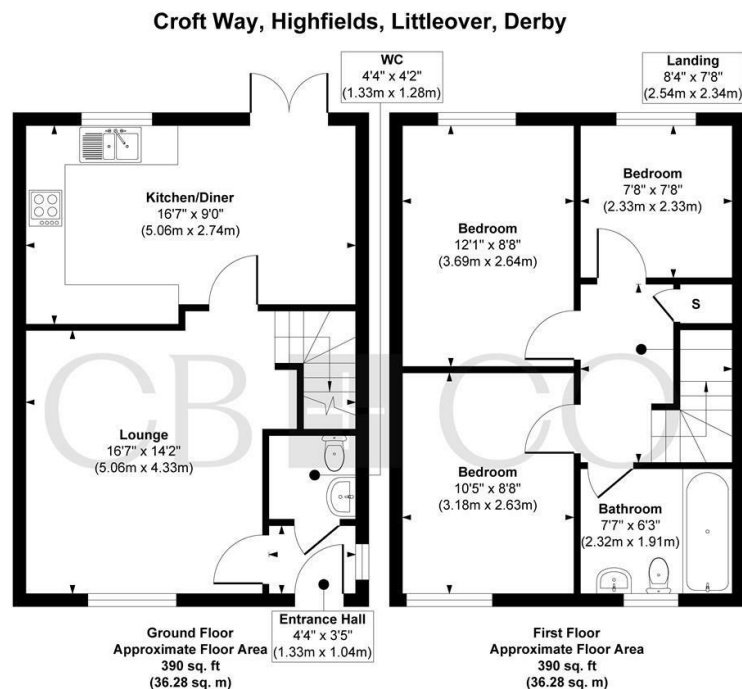 Croft Way, Highfields, Littleover, Derby
WC
4'4" x 4'2"
(1.33m x 1.28m)
Landing
8'4" x 7'8"
(2.54m x 2.34m)
Kitchen/Diner
16'7" x 9'0"
(5.06m x 2.74m)
Bedroom
12'1" x 8'8"
(3.69m x 2.64m)
Bedroom
7'8" x 7'8"
(2.33m x 2.33m)
S
CB CO
Lounge
16'7" x 14'2"
(5.06m x 4.33m)
Bedroom
10'5" x 8'8"
(3.18m x 2.63m)
Bathroom
7'7" x 6'3"
(2.32m x 1.91m)
Entrance Hall
4'4" x 3'5"
(1.33m x 1.04m)
Ground Floor
Approximate Floor Area
390 sq. ft
(36.28 sq. m)
First Floor
Approximate Floor Area
390 sq. ft
(36.28 sq. m)